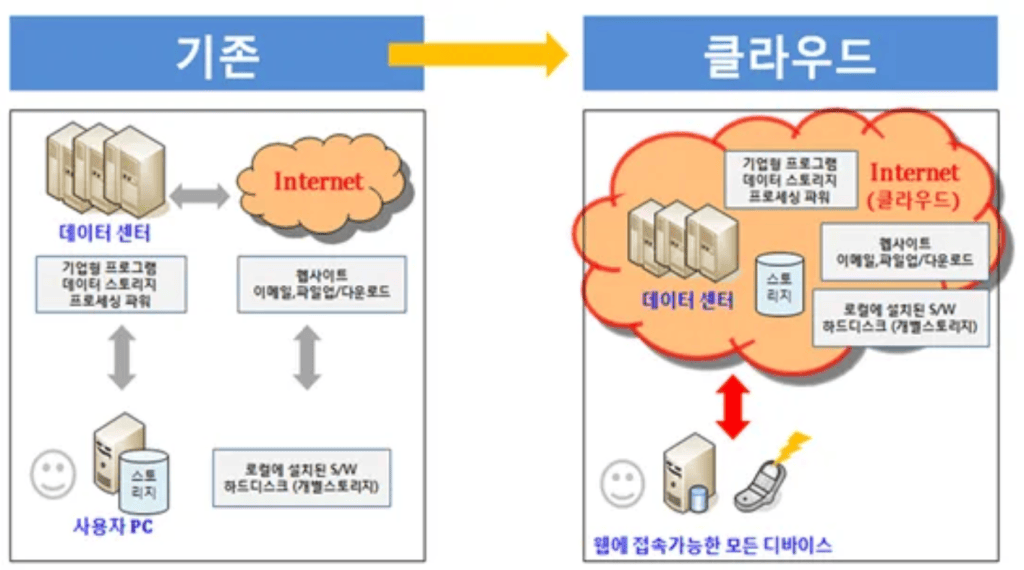 기존
클라우드
Internet
데이터 센터
기업형 프로그램
데이터 스토리지
프로세싱 파워
웹사이트
이메일,파일업/다운로드
스토
리지
사용자 PC
로컬에 설치된 S/W
하드디스크 (개별스토리지)
기업형 프로그램
데이터 스토리지
프로세싱 파워
Internet
(클라우드)
웹사이트
이메일,파일업/다운로드
데이터 센터
스토
리지
로컬에 설치된 S/W
하드디스크 (개별스토리지)
웹에 접속가능한 모든 디바이스